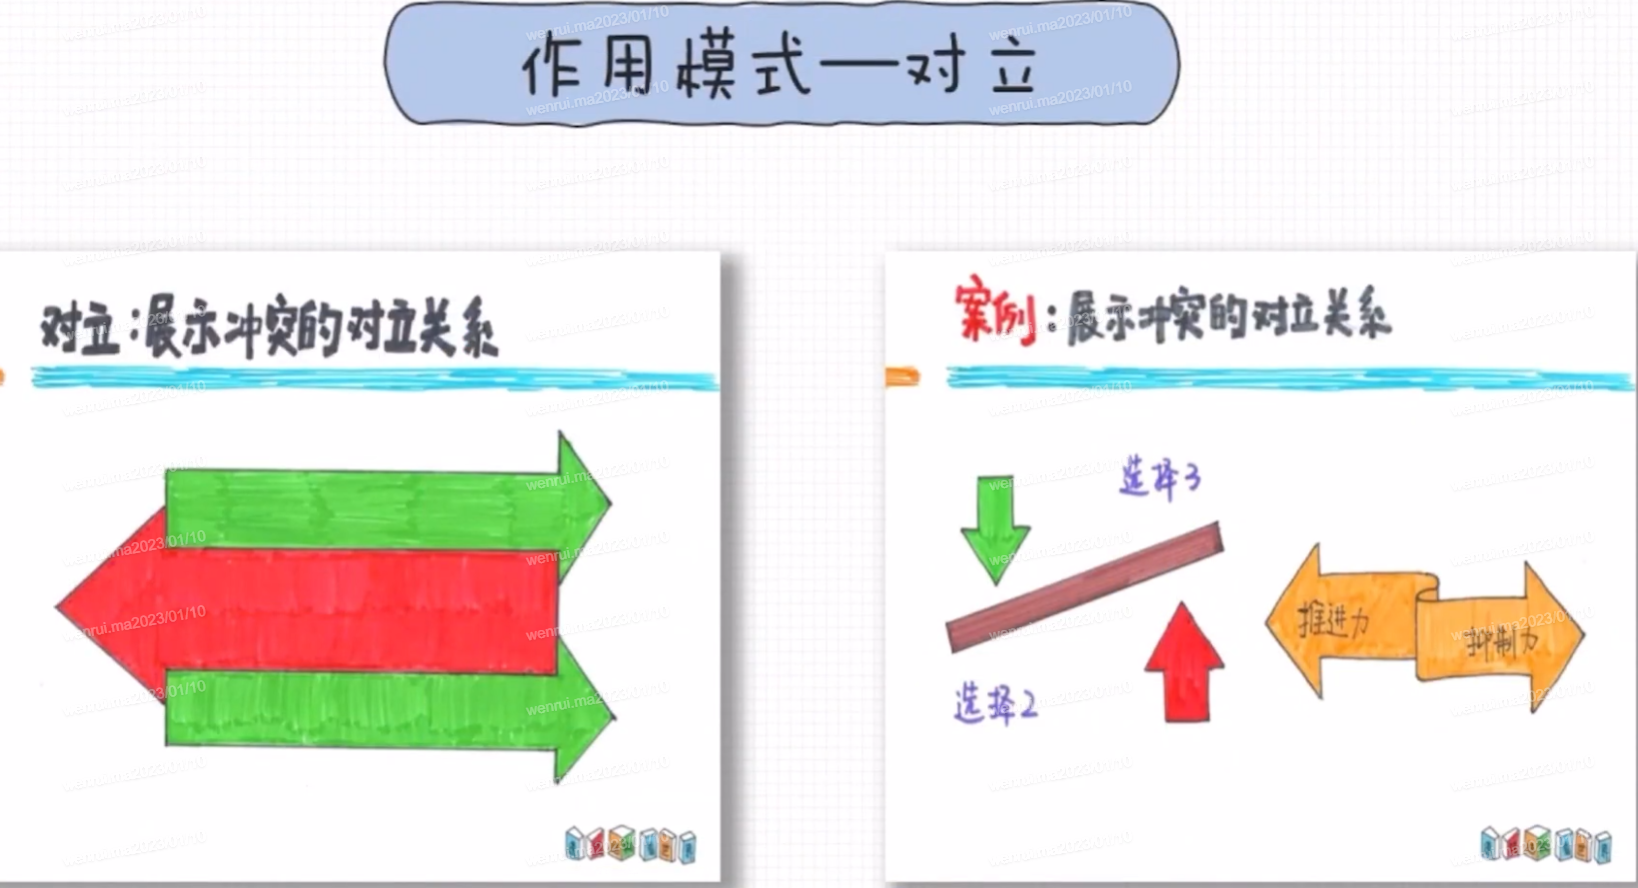 作用模式—对立
对立:展示冲突的对立关系
案例:展示冲突的对立关系
选择3
推进力
抑制力
选择2
wenrui.ma2023/01/10